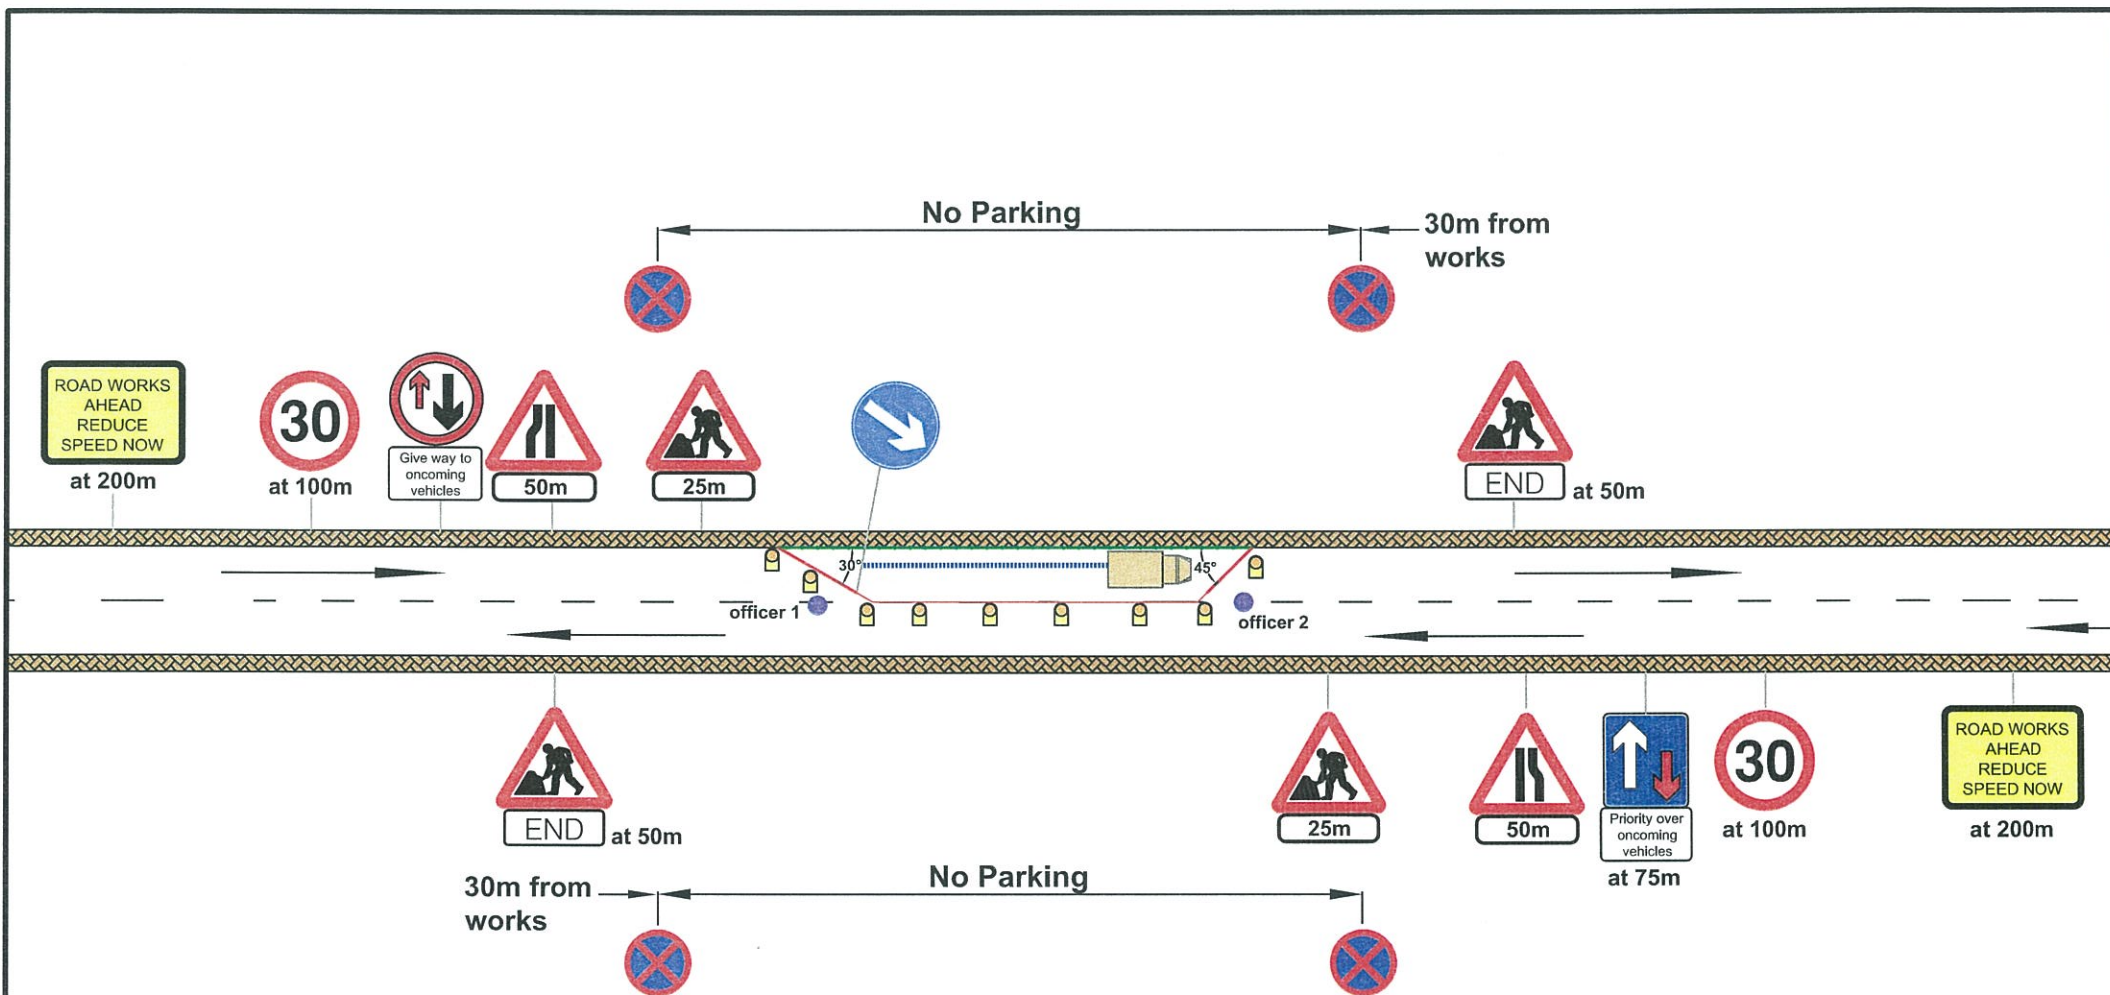 No Parking
30m from
works
ROAD WORKS
AHEAD
REDUCE
SPEED NOW
at 200m
30
at 100m
Give way to
oncoming
vehicles
50m
25m
END
at 50m
30°
45°
officer 1
officer 2
END
at 50m
25m
50m
Priority over
oncoming
vehicles
at 75m
30
at 100m
ROAD WORKS
AHEAD
REDUCE
SPEED NOW
at 200m
30m from
works
No Parking